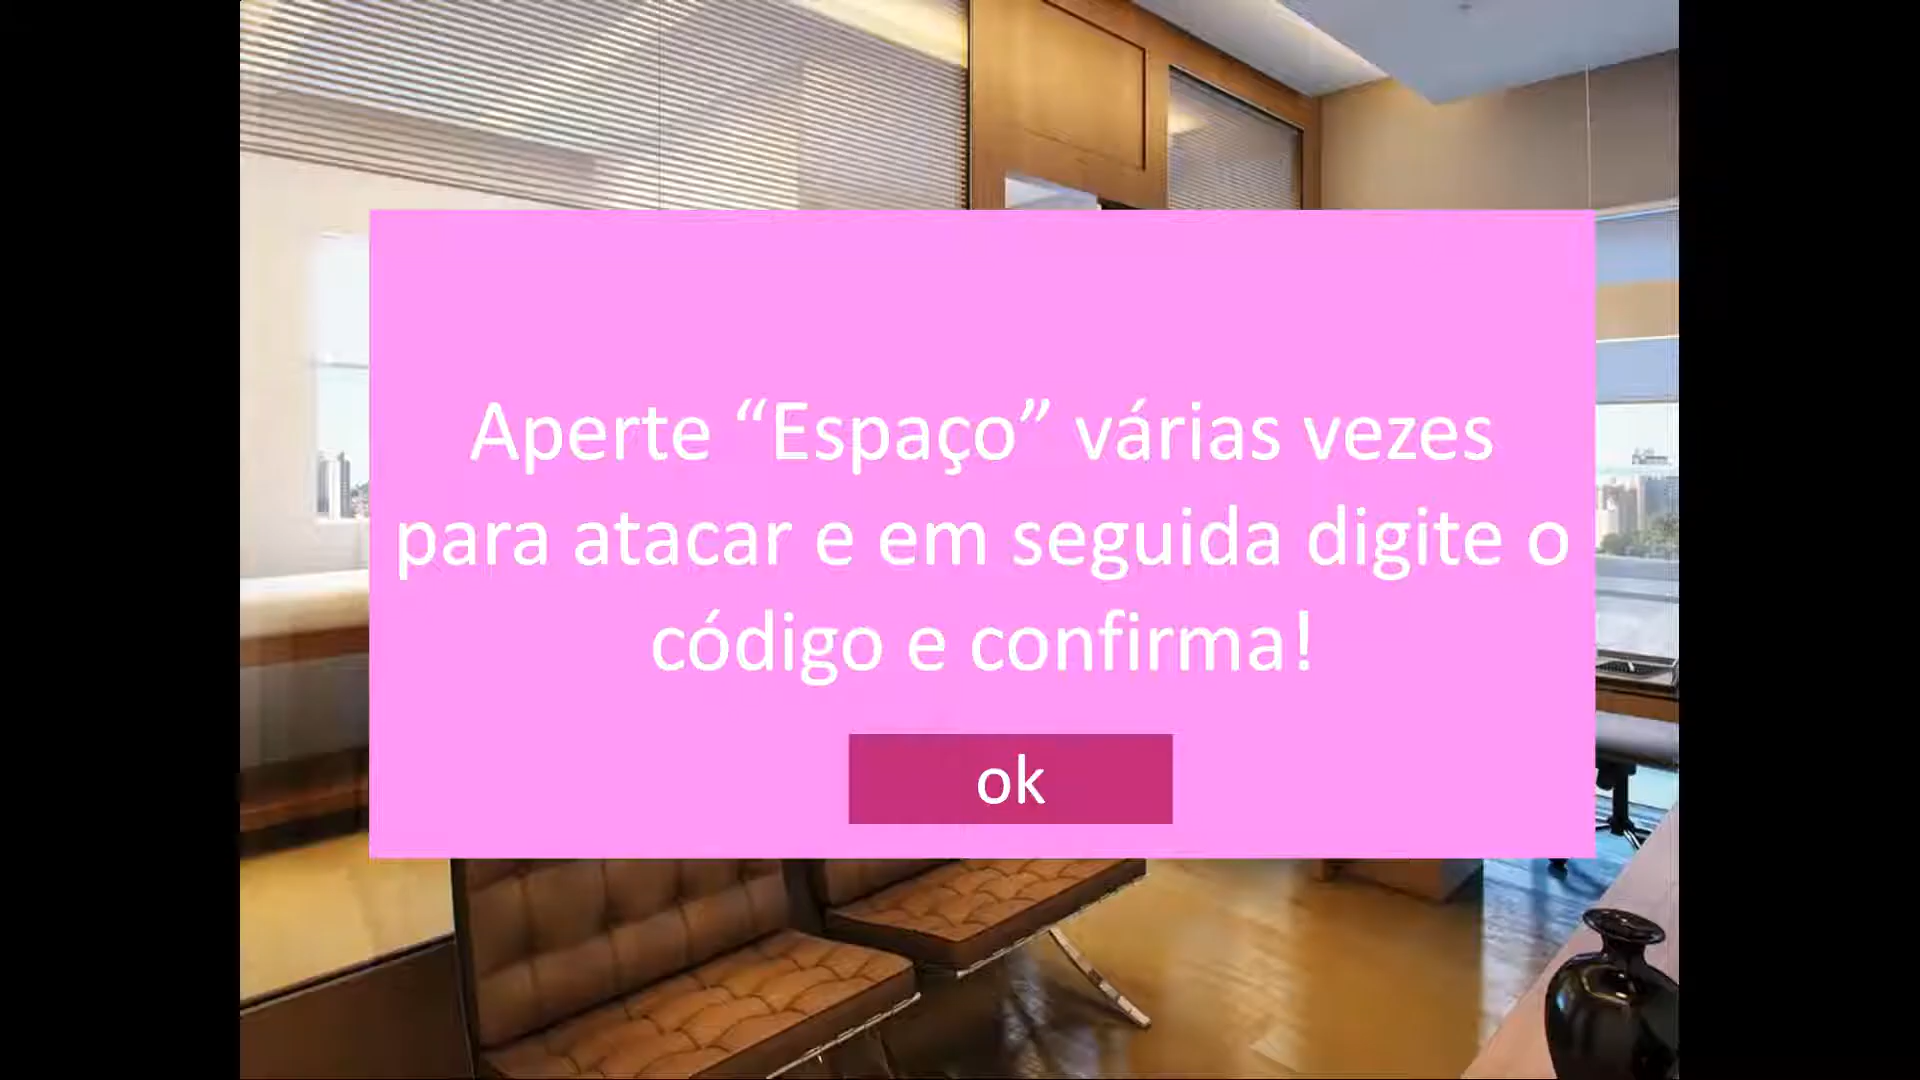 Aperte “Espaço” várias vezes
para atacar e em seguida digite o
código e confirma!
ok